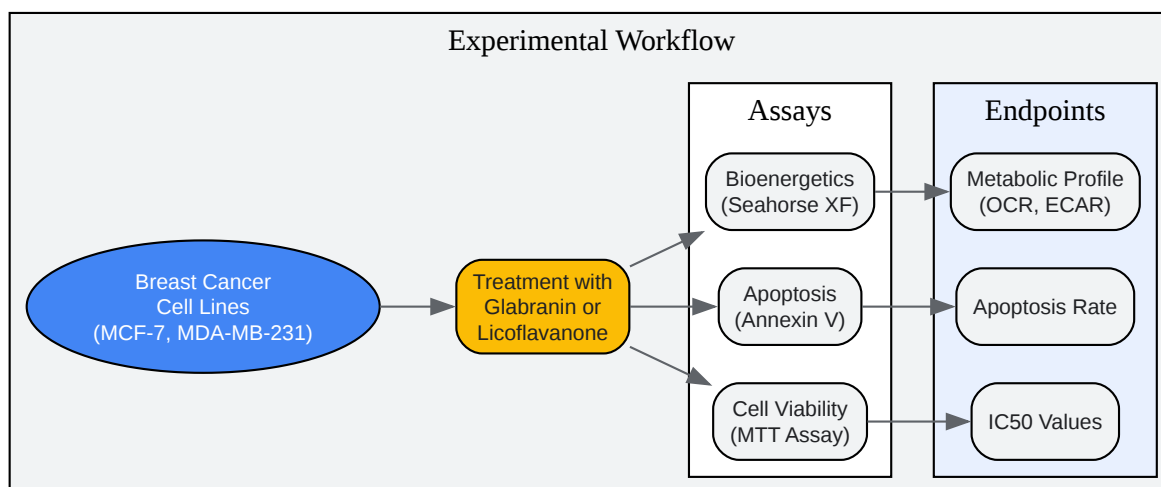 Experimental Workflow
Assays
Endpoints
Bioenergetics
(Seahorse XF)
Metabolic Profile
(OCR, ECAR)
Breast Cancer
Cell Lines
(MCF-7, MDA-MB-231)
Treatment with
Glabranin or
Licoflavanone
Apoptosis
(Annexin V)
Apoptosis Rate
Cell Viability
(MTT Assay)
IC50 Values